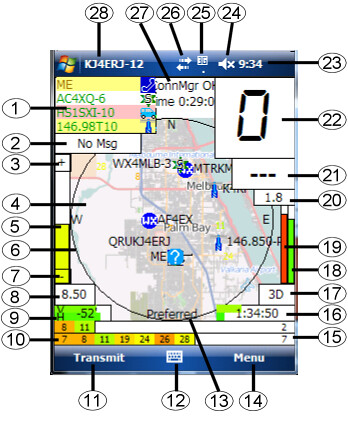 28 27 26 25 24
KJ4ERJ-12 3G 9:34 23
ME
ConnMgr OK
AC4XQ-6
Time 0:29:0
1
HS1SXI-10
146.98T10
0 22
N
2 No Msg
3 +
WX4MLB-3
MTRKM
WX
Melbou
--- 21
1.8 20
4 W E
WX AF4EX
Palm Bay
5
QRUKJ4ERJ
146.850-
19
6
ME ?
18
7 -
8 8.50 3D 17
9 V H -52'
Preferred 1:34:50 16
8 11 2
10 7 8 11 19 24 26 28 7 15
Transmit Menu
11 12 13 14